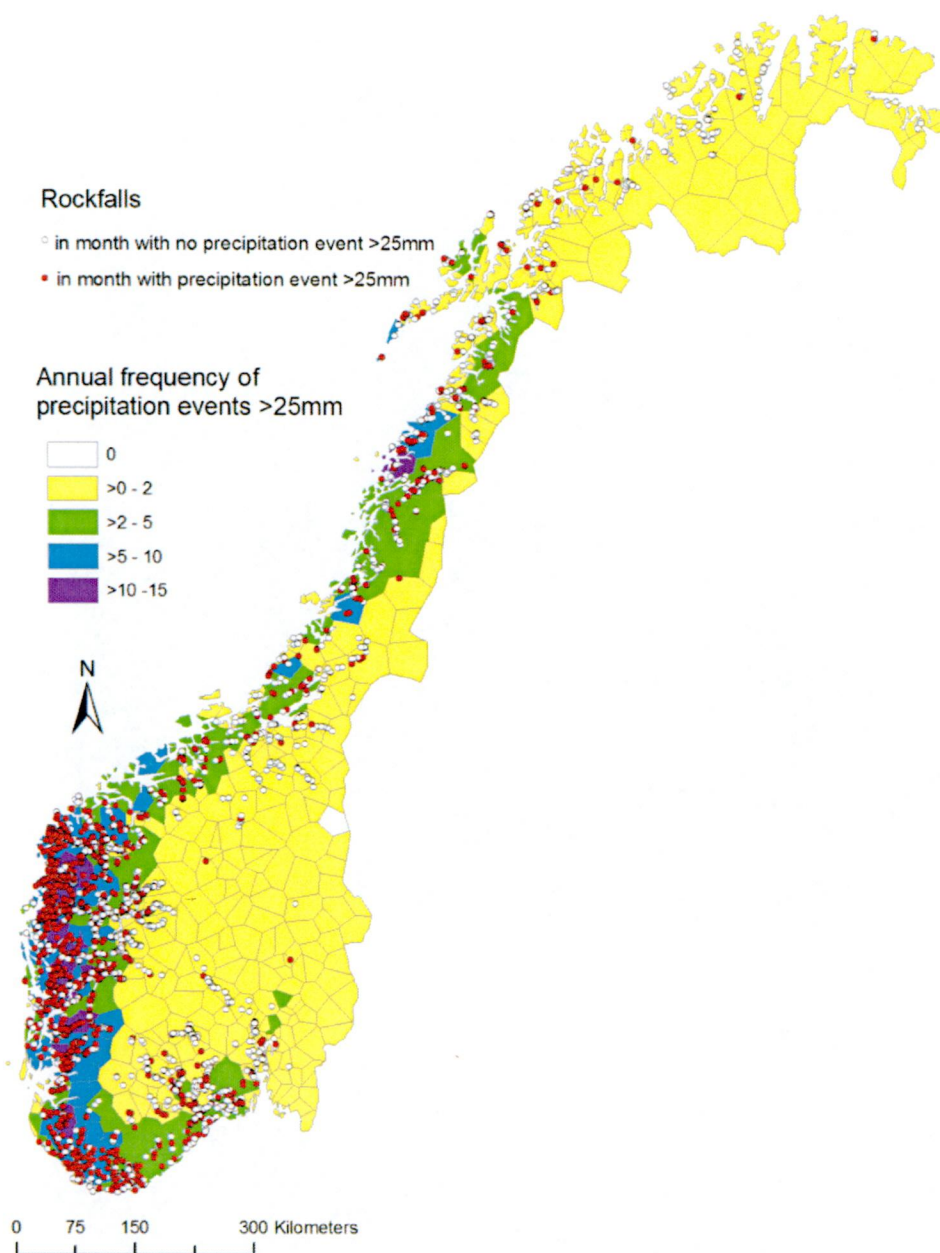 Rockfalls
in month with no precipitation event >25mm
in month with precipitation event >25mm
Annual frequency of
precipitation events >25mm
0
>0 - 2
>2 - 5
>5 - 10
>10 -15
N
0 75 150 300 Kilometers